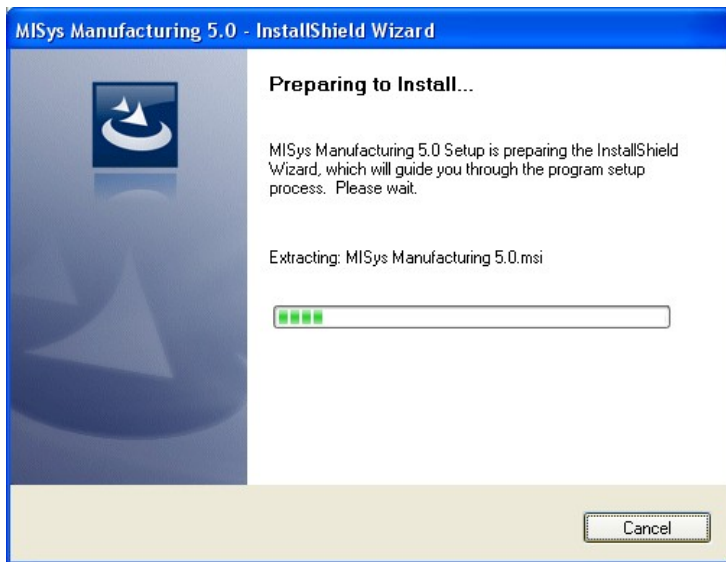 MISys Manufacturing 5.0 - InstallShield Wizard
Preparing to Install...
MISys Manufacturing 5.0 Setup is preparing the InstallShield
Wizard, which will guide you through the program setup
process.  Please wait.
Extracting: MISys Manufacturing 5.0.msi
Cancel